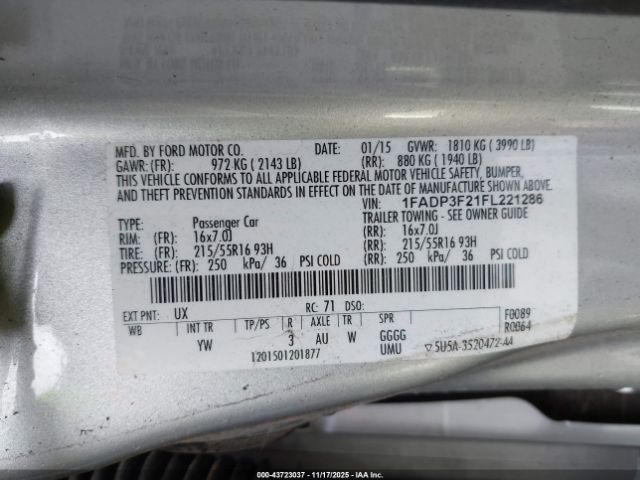 MFD. BY FORD MOTOR CO. DATE: 01/15 GVWR: 1810 KG ( 3990 LB)
GAWR: (FR): 972 KG ( 2143 LB) (RR): 880 KG ( 1940 LB)
THIS VEHICLE CONFORMS TO ALL APPLICABLE FEDERAL MOTOR VEHICLE SAFETY, BUMPER,
AND THEFT PREVENTION STANDARDS IN EFFECT ON THE DATE OF MANUFACTURE SHOWN ABOVE.
VIN: 1FADP3F21FL221286
TYPE: Passenger Car TRAILER TOWING - SEE OWNER GUIDE
RIM: (FR): 16x7.0J (RR): 16x7.0J
TIRE: (FR): 215/55R16 93H (RR): 215/55R16 93H
PRESSURE: (FR) 250 kPa/ 36 PSI COLD (RR): 250 kPa/ 36 PSI COLD
EXT PNT: UX RC: 71 DSO:
WB INT TR TP/PS R AXLE TR SPR F0089
YW 3 AU W GGGG R0064
1201501201877 UMU ▽ 5U5A-3520472-AA
000-43723037 - 11/17/2025 - IAAI.COM